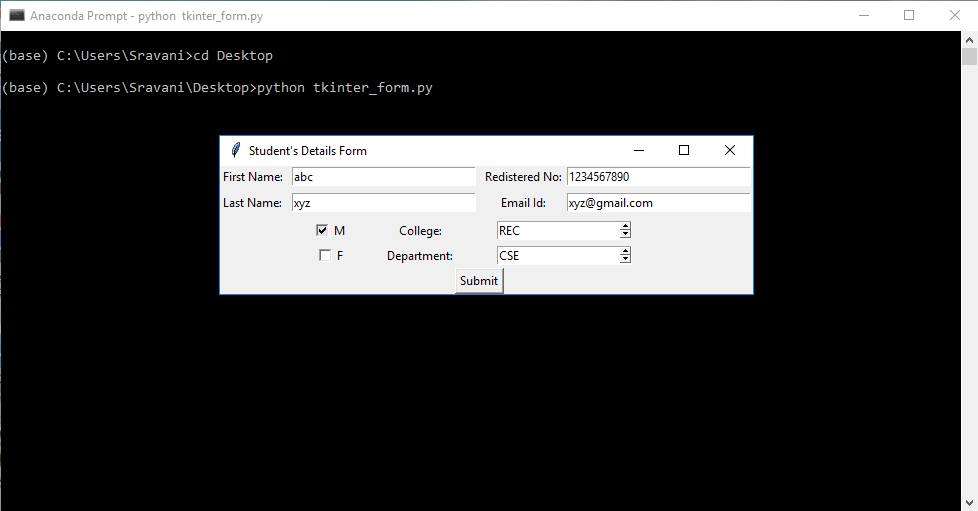 Anaconda Prompt - python  tkinter_form.py
(base) C:\Users\Sravani>cd Desktop
(base) C:\Users\Sravani\Desktop>python tkinter_form.py
Student's Details Form
First Name: abc Redistered No: 1234567890
Last Name: xyz Email Id: xyz@gmail.com
M College: REC
F Department: CSE
Submit